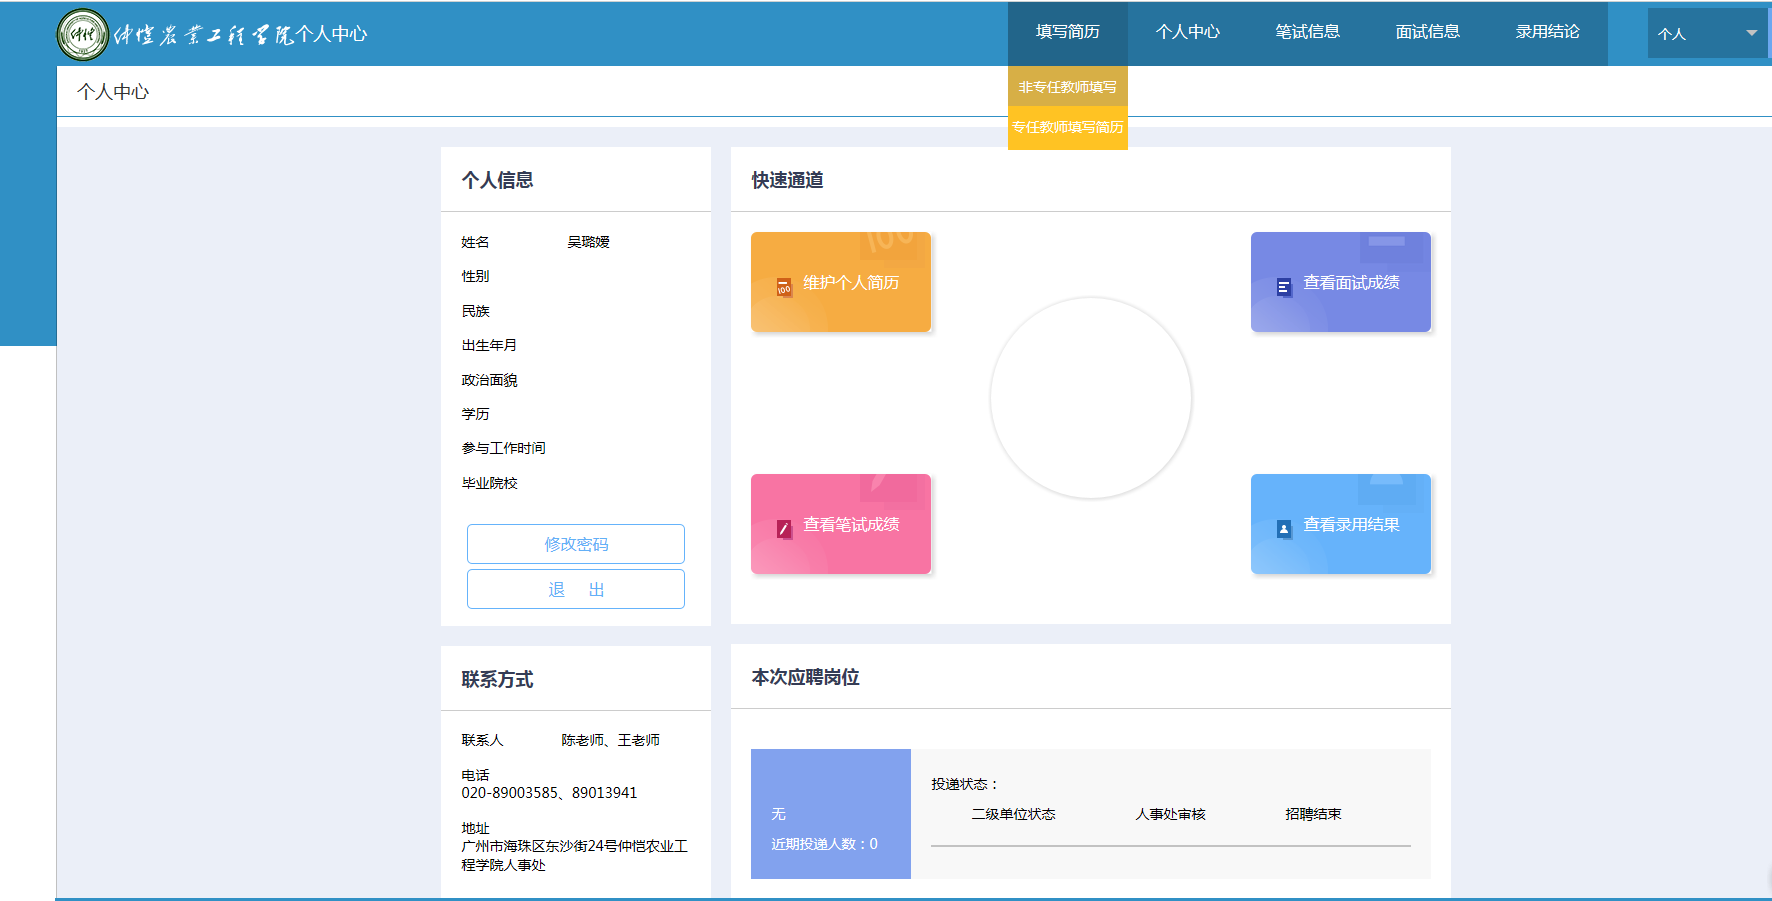 仲恺农业工程学院个人中心
填写简历
个人中心
笔试信息
面试信息
录用结论
个人
个人中心
非专任教师填写
专任教师填写简历
个人信息
姓名 吴璐嫒
性别
民族
出生年月
政治面貌
学历
参与工作时间
毕业院校
修改密码
退 出
快速通道
维护个人简历
查看面试成绩
查看笔试成绩
查看录用结果
联系方式
联系人 陈老师、王老师
电话
020-89003585、89013941
地址
广州市海珠区东沙街24号仲恺农业工
程学院人事处
本次应聘岗位
无
近期投递人数：0
投递状态：
二级单位状态
人事处审核
招聘结束